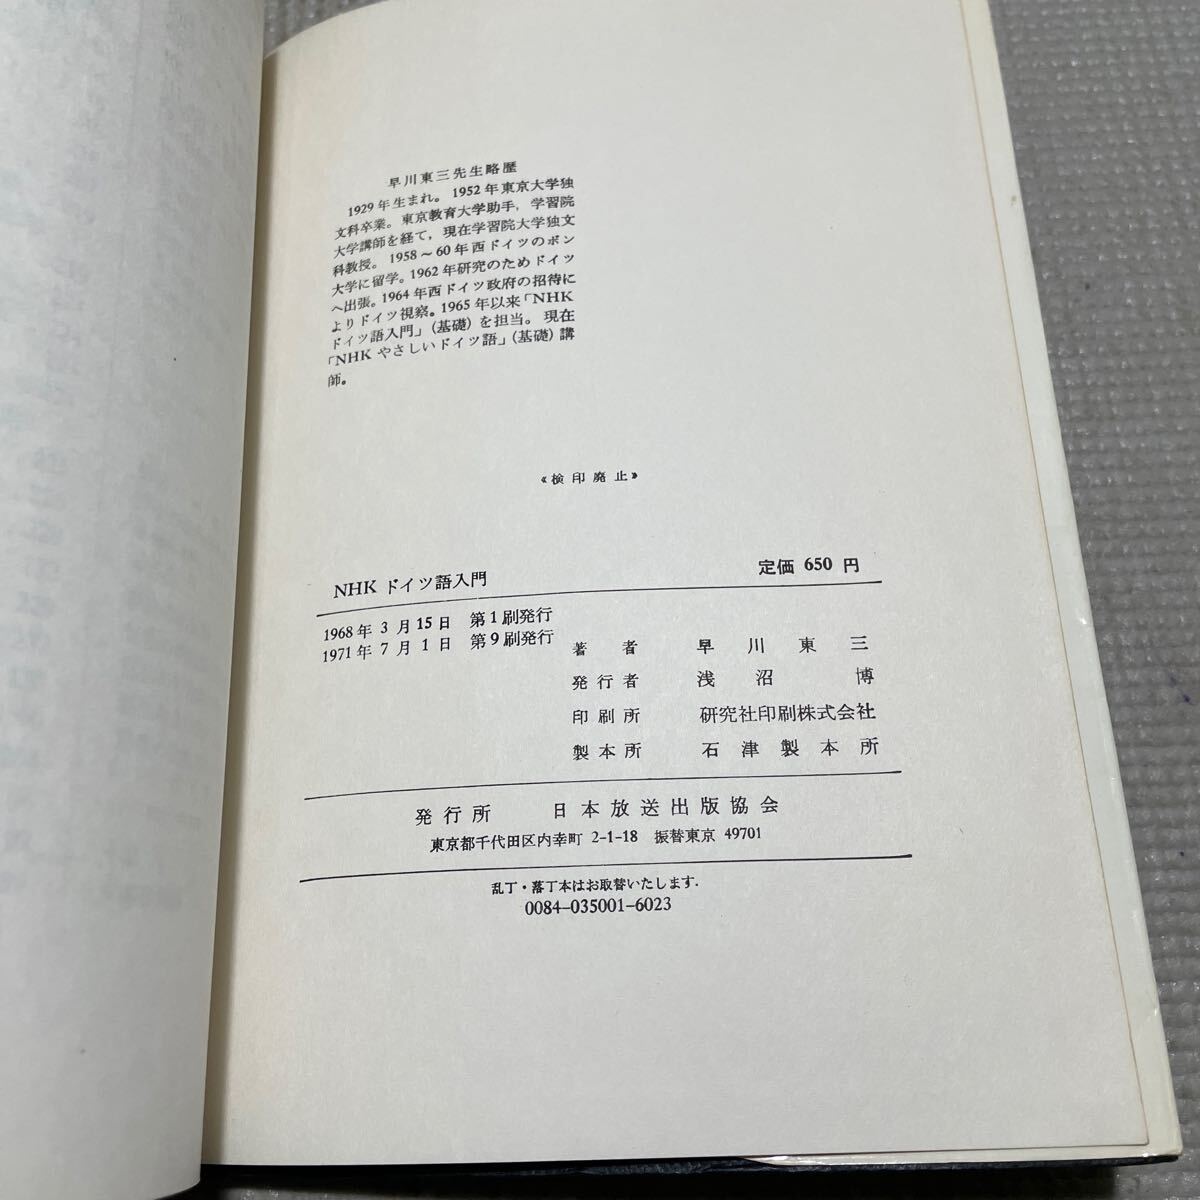 早川東三先生略歴
1929年生まれ。1952年東京大学独
文科卒業。東京教育大学助手，学習院
大学講師を経て，現在学習院大学独文
科教授。1958～60年西ドイツのボン
大学に留学。1962年研究のためドイツ
へ出張。1964年西ドイツ政府の招待に
よりドイツ視察。1965年以来「NHK
ドイツ語入門」（基礎）を担当。現在
「NHKやさしいドイツ語」（基礎）講
師。
《検印廃止》
NHK ドイツ語入門 定価 650 円
1968年 3月15日 第1刷発行
1971年 7月1日 第9刷発行
著者 早川東三
発行者 浅沼博
印刷所 研究社印刷株式会社
製本所 石津製本所
発行所 日本放送出版協会
東京都千代田区内幸町 2-1-18 振替東京 49701
乱丁・落丁本はお取替いたします．
0084-035001-6023